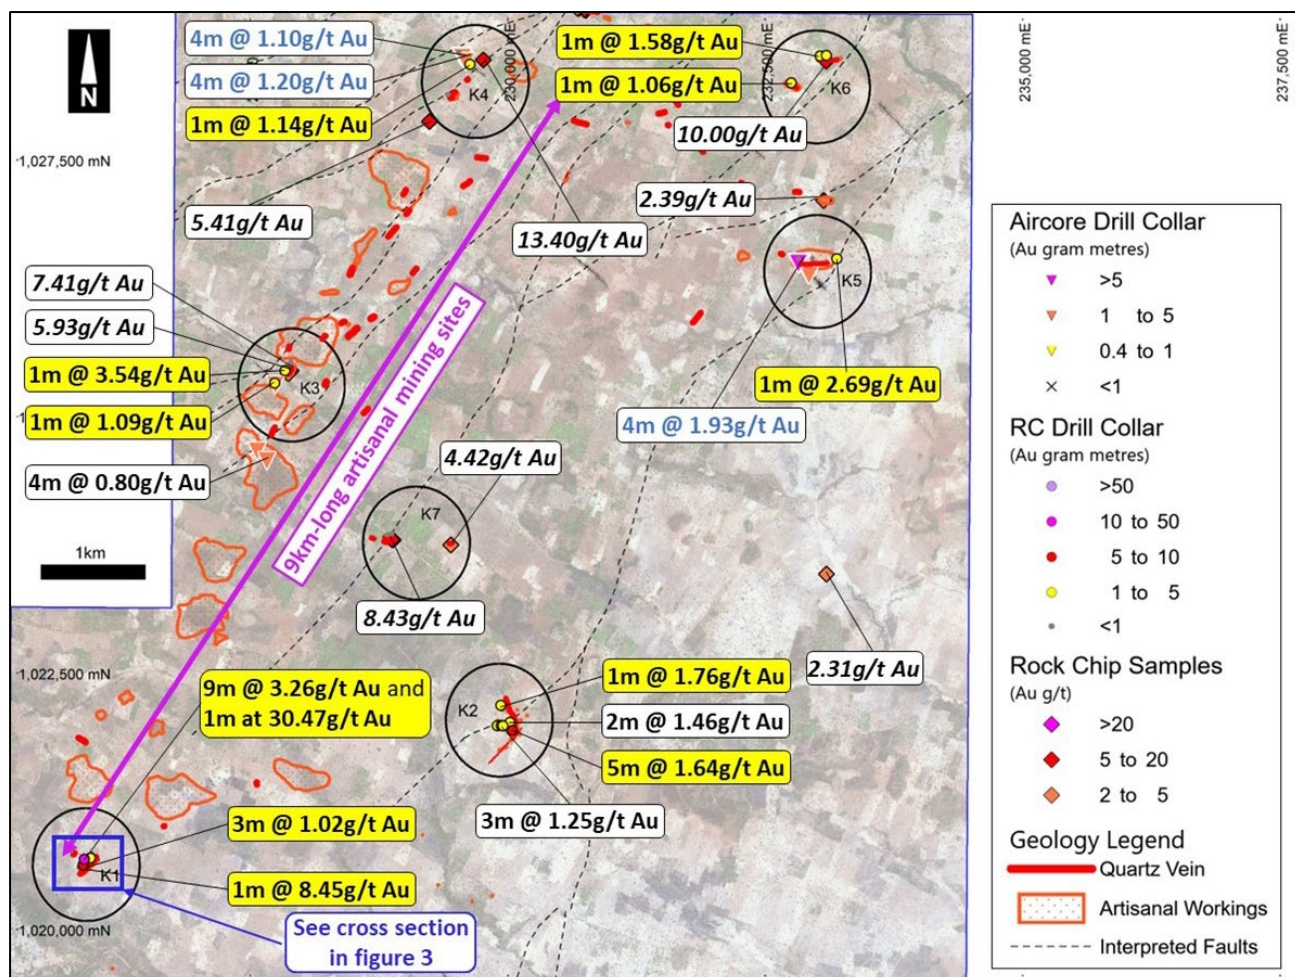 N
4m @ 1.10g/t Au
4m @ 1.20g/t Au
1m @ 1.14g/t Au
K4
230,000 mE
1m @ 1.58g/t Au
1m @ 1.06g/t Au
232,500 mE
K6
10.00g/t Au
235,000 mE
237,500 mE
1,027,500 mN
5.41g/t Au
13.40g/t Au
2.39g/t Au
K5
7.41g/t Au
5.93g/t Au
1m @ 3.54g/t Au
K3
1m @ 1.09g/t Au
4m @ 0.80g/t Au
9km-long artisanal mining sites
1m @ 2.69g/t Au
4m @ 1.93g/t Au
4.42g/t Au
K7
8.43g/t Au
1km
2.31g/t Au
1,022,500 mN
9m @ 3.26g/t Au and
1m at 30.47g/t Au
K2
1m @ 1.76g/t Au
2m @ 1.46g/t Au
5m @ 1.64g/t Au
3m @ 1.25g/t Au
3m @ 1.02g/t Au
K1
1m @ 8.45g/t Au
See cross section
in figure 3
1,020,000 mN
Aircore Drill Collar
(Au gram metres)
>5
1 to 5
0.4 to 1
<1
RC Drill Collar
(Au gram metres)
>50
10 to 50
5 to 10
1 to 5
<1
Rock Chip Samples
(Au g/t)
>20
5 to 20
2 to 5
Geology Legend
Quartz Vein
Artisanal Workings
Interpreted Faults